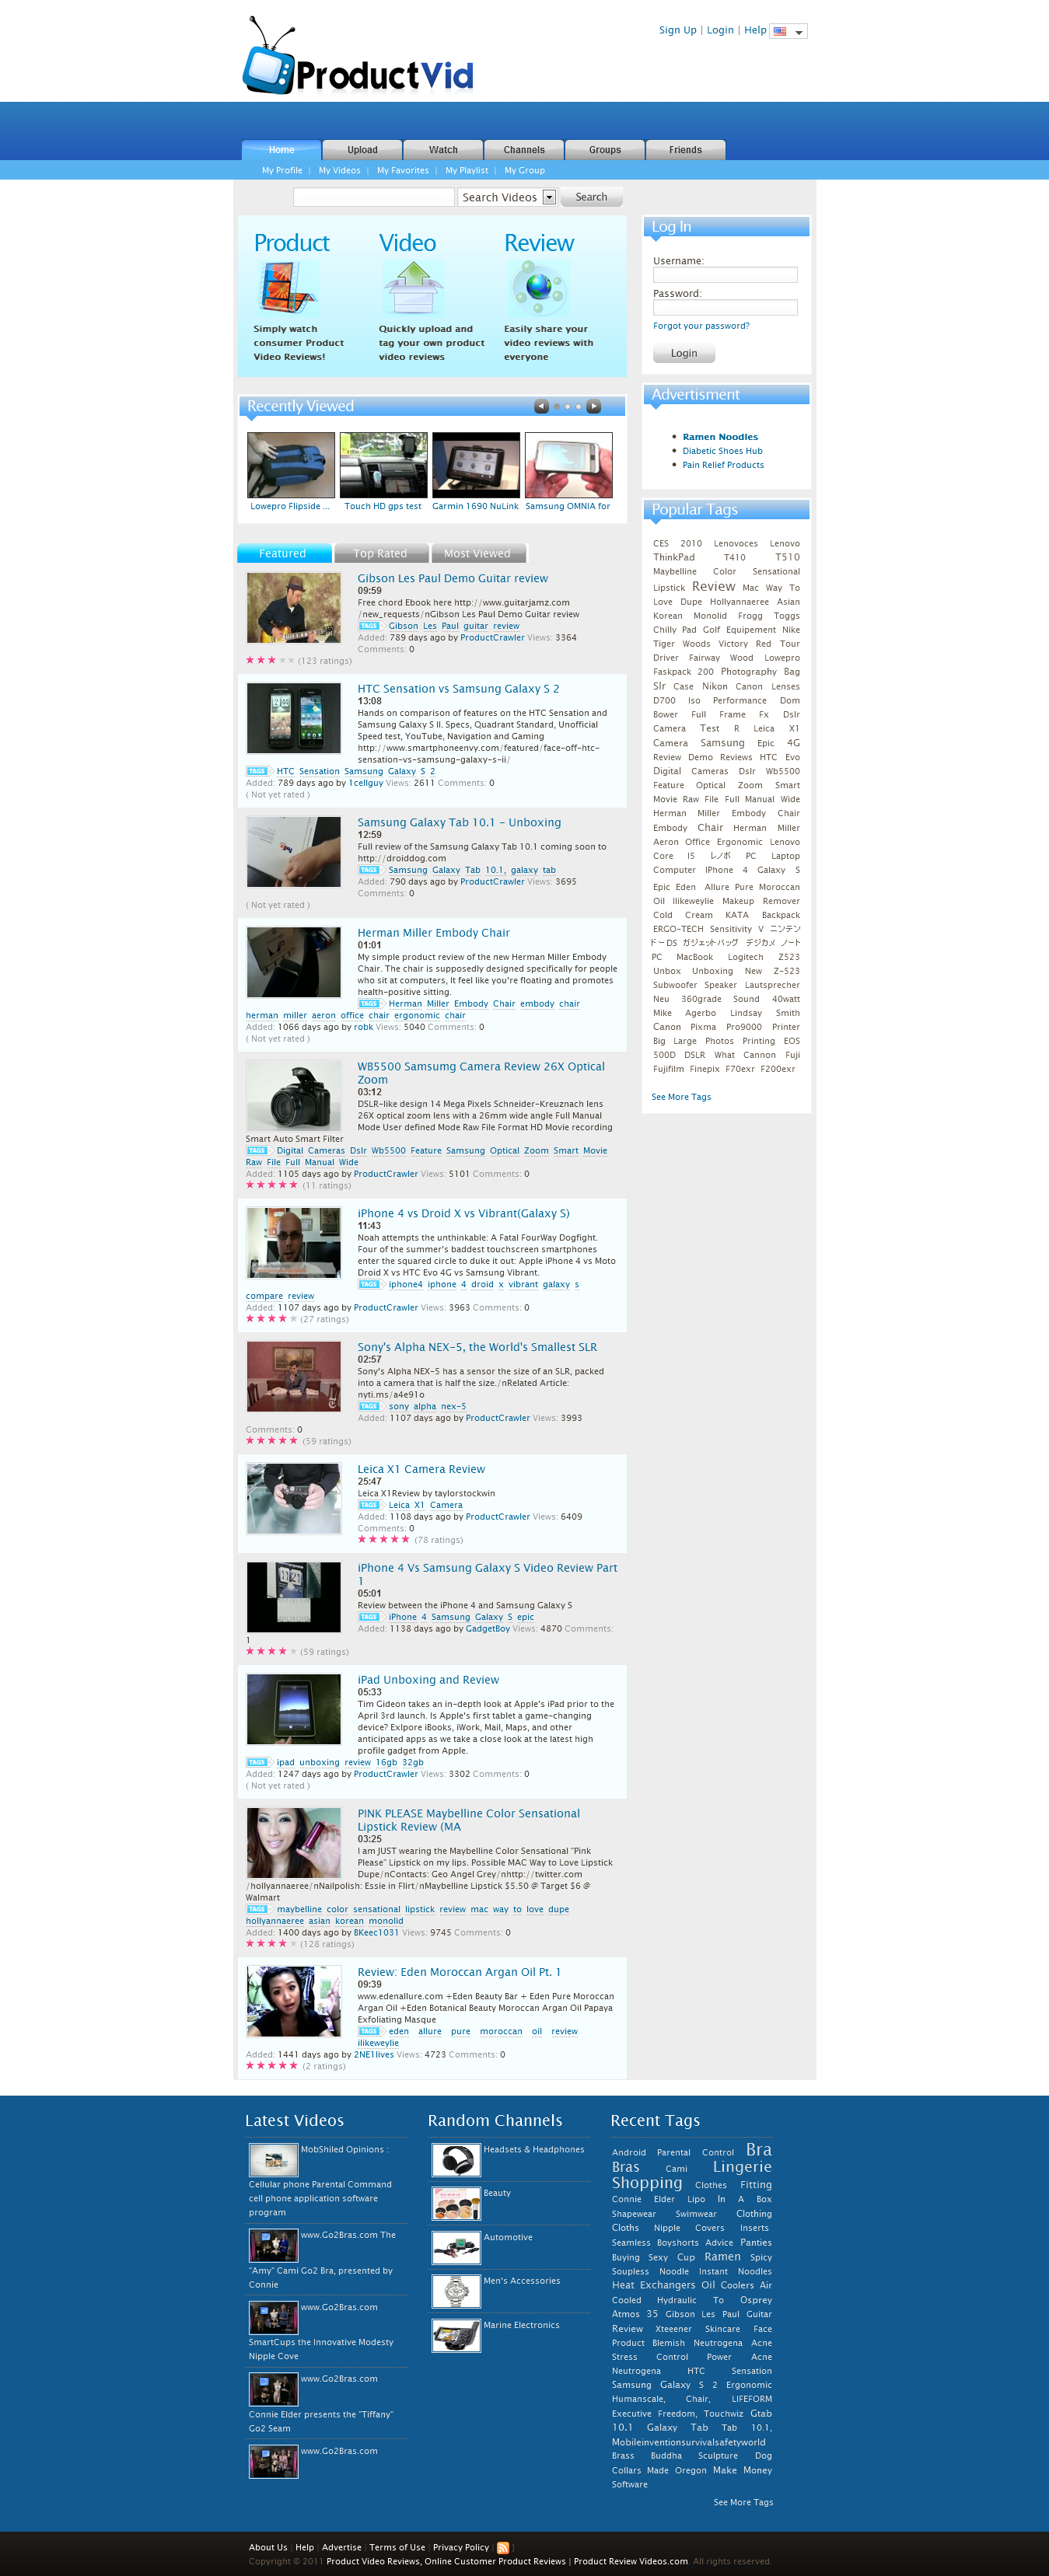 ProductVid
Sign Up | Login | Help
Home Upload Watch Channels Groups Friends
My Profile | My Videos | My Favorites | My Playlist | My Group
Search Videos Search
Product Video Review
Simply watch consumer Product Video Reviews!
Quickly upload and tag your own product video reviews
Easily share your video reviews with everyone
Recently Viewed
Lowepro Flipside ... Touch HD gps test Garmin 1690 NuLink Samsung OMNIA for
Featured Top Rated Most Viewed
Gibson Les Paul Demo Guitar review
09:59
Free chord Ebook here http://www.guitarjamz.com
/new_requests/nGibson Les Paul Demo Guitar review
TAGS Gibson Les Paul guitar review
Added: 789 days ago by ProductCrawler Views: 3364
Comments: 0
(123 ratings)
HTC Sensation vs Samsung Galaxy S 2
13:08
Hands on comparison of features on the HTC Sensation and
Samsung Galaxy S II. Specs, Quadrant Standard, Unofficial
Speed test, YouTube, Navigation and Gaming
http://www.smartphoneenvy.com/featured/face-off-htc-
sensation-vs-samsung-galaxy-s-ii/
TAGS HTC Sensation Samsung Galaxy S 2
Added: 789 days ago by 1cellguy Views: 2611 Comments: 0
( Not yet rated )
Samsung Galaxy Tab 10.1 - Unboxing
12:59
Full review of the Samsung Galaxy Tab 10.1 coming soon to
http://droiddog.com
TAGS Samsung Galaxy Tab 10.1, galaxy tab
Added: 790 days ago by ProductCrawler Views: 3695
Comments: 0
( Not yet rated )
Herman Miller Embody Chair
01:01
My simple product review of the new Herman Miller Embody
Chair. The chair is supposedly designed specifically for people
who sit at computers, It feel like you're floating and promotes
health-positive sitting.
TAGS Herman Miller Embody Chair embody chair
herman miller aeron office chair ergonomic chair
Added: 1066 days ago by robk Views: 5040 Comments: 0
( Not yet rated )
WB5500 Samsumg Camera Review 26X Optical
Zoom
03:12
DSLR-like design 14 Mega Pixels Schneider-Kreuznach lens
26X optical zoom lens with a 26mm wide angle Full Manual
Mode User defined Mode Raw File Format HD Movie recording
Smart Auto Smart Filter
TAGS Digital Cameras Dslr Wb5500 Feature Samsung Optical Zoom Smart Movie
Raw File Full Manual Wide
Added: 1105 days ago by ProductCrawler Views: 5101 Comments: 0
(11 ratings)
iPhone 4 vs Droid X vs Vibrant(Galaxy S)
11:43
Noah attempts the unthinkable: A Fatal FourWay Dogfight.
Four of the summer's baddest touchscreen smartphones
enter the squared circle to duke it out: Apple iPhone 4 vs Moto
Droid X vs HTC Evo 4G vs Samsung Vibrant.
TAGS iphone4 iphone 4 droid x vibrant galaxy s
compare review
Added: 1107 days ago by ProductCrawler Views: 3963 Comments: 0
(27 ratings)
Sony's Alpha NEX-5, the World's Smallest SLR
02:57
Sony's Alpha NEX-5 has a sensor the size of an SLR, packed
into a camera that is half the size./nRelated Article:
nyti.ms/a4e91o
TAGS sony alpha nex-5
Added: 1107 days ago by ProductCrawler Views: 3993
Comments: 0
(59 ratings)
Leica X1 Camera Review
25:47
Leica X1Review by taylorstockwin
TAGS Leica X1 Camera
Added: 1108 days ago by ProductCrawler Views: 6409
Comments: 0
(78 ratings)
iPhone 4 Vs Samsung Galaxy S Video Review Part
1
05:01
Review between the iPhone 4 and Samsung Galaxy S
TAGS iPhone 4 Samsung Galaxy S epic
Added: 1138 days ago by GadgetBoy Views: 4870 Comments:
1
(59 ratings)
iPad Unboxing and Review
05:33
Tim Gideon takes an in-depth look at Apple's iPad prior to the
April 3rd launch. Is Apple's first tablet a game-changing
device? Exlpore iBooks, iWork, Mail, Maps, and other
anticipated apps as we take a close look at the latest high
profile gadget from Apple.
TAGS ipad unboxing review 16gb 32gb
Added: 1247 days ago by ProductCrawler Views: 3302 Comments: 0
( Not yet rated )
PINK PLEASE Maybelline Color Sensational
Lipstick Review (MA
03:25
I am JUST wearing the Maybelline Color Sensational "Pink
Please" Lipstick on my lips. Possible MAC Way to Love Lipstick
Dupe/nContacts: Geo Angel Grey/nhttp://twitter.com
/hollyannaeree/nNailpolish: Essie in Flirt/nMaybelline Lipstick $5.50 @ Target $6 @
Walmart
TAGS maybelline color sensational lipstick review mac way to love dupe
hollyannaeree asian korean monolid
Added: 1400 days ago by BKeec1031 Views: 9745 Comments: 0
(128 ratings)
Review: Eden Moroccan Argan Oil Pt. 1
09:39
www.edenallure.com +Eden Beauty Bar + Eden Pure Moroccan
Argan Oil +Eden Botanical Beauty Moroccan Argan Oil Papaya
Exfoliating Masque
TAGS eden allure pure moroccan oil review
ilikeweylie
Added: 1441 days ago by 2NE1lives Views: 4723 Comments: 0
(2 ratings)
Log In
Username:
Password:
Forgot your password?
Login
Advertisment
Ramen Noodles
Diabetic Shoes Hub
Pain Relief Products
Popular Tags
CES 2010 Lenovoces Lenovo
ThinkPad T410 T510
Maybelline Color Sensational
Lipstick Review Mac Way To
Love Dupe Hollyannaeree Asian
Korean Monolid Frogg Toggs
Chilly Pad Golf Equipement Nike
Tiger Woods Victory Red Tour
Driver Fairway Wood Lowepro
Faskpack 200 Photography Bag
Slr Case Nikon Canon Lenses
D700 Iso Performance Dom
Bower Full Frame Fx Dslr
Camera Test R Leica X1
Camera Samsung Epic 4G
Review Demo Reviews HTC Evo
Digital Cameras Dslr Wb5500
Feature Optical Zoom Smart
Movie Raw File Full Manual Wide
Herman Miller Embody Chair
Embody Chair Herman Miller
Aeron Office Ergonomic Lenovo
Core I5 レノボ PC Laptop
Computer IPhone 4 Galaxy S
Epic Eden Allure Pure Moroccan
Oil Ilikeweylie Makeup Remover
Cold Cream KATA Backpack
ERGO-TECH Sensitivity V ニンテン
ドーDS ガジェットバッグ デジカメ ノート
PC MacBook Logitech Z523
Unbox Unboxing New Z-523
Subwoofer Speaker Lautsprecher
Neu 360grade Sound 40watt
Mike Agerbo Lindsay Smith
Canon Pixma Pro9000 Printer
Big Large Photos Printing EOS
500D DSLR What Cannon Fuji
Fujifilm Finepix F70exr F200exr
See More Tags
Latest Videos
MobShiled Opinions :
Cellular phone Parental Command
cell phone application software
program
www.Go2Bras.com The
"Amy" Cami Go2 Bra, presented by
Connie
www.Go2Bras.com
SmartCups the Innovative Modesty
Nipple Cove
www.Go2Bras.com
Connie Elder presents the "Tiffany"
Go2 Seam
www.Go2Bras.com
Random Channels
Headsets & Headphones
Beauty
Automotive
Men's Accessories
Marine Electronics
Recent Tags
Android Parental Control Bra
Bras Cami Lingerie
Shopping Clothes Fitting
Connie Elder Lipo In A Box
Shapewear Swimwear Clothing
Cloths Nipple Covers Inserts
Seamless Boyshorts Advice Panties
Buying Sexy Cup Ramen Spicy
Soupless Noodle Instant Noodles
Heat Exchangers Oil Coolers Air
Cooled Hydraulic To Osprey
Atmos 35 Gibson Les Paul Guitar
Review Xteeener Skincare Face
Product Blemish Neutrogena Acne
Stress Control Power Acne
Neutrogena HTC Sensation
Samsung Galaxy S 2 Ergonomic
Humanscale, Chair, LIFEFORM
Executive Freedom, Touchwiz Gtab
10.1 Galaxy Tab Tab 10.1,
Mobileinventionsurvivalsafetyworld
Brass Buddha Sculpture Dog
Collars Made Oregon Make Money
Software
See More Tags
About Us | Help | Advertise | Terms of Use | Privacy Policy |
Copyright © 2011 Product Video Reviews, Online Customer Product Reviews | Product Review Videos.com. All rights reserved.